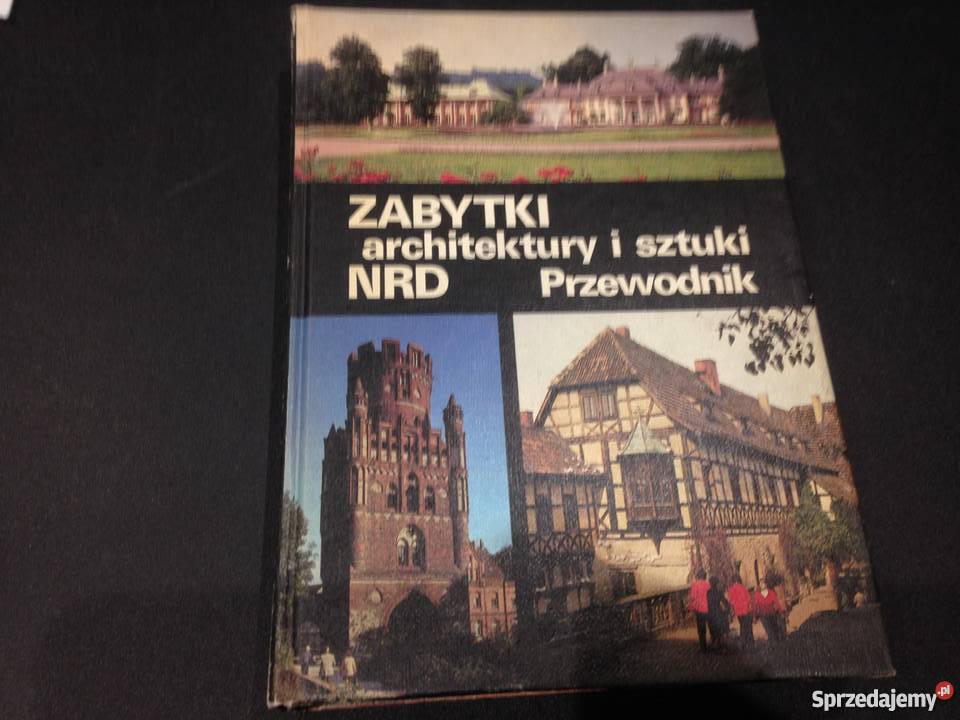 ZABYTKI
architektury i sztuki
NRD Przewodnik
Sprzedajemy.pl